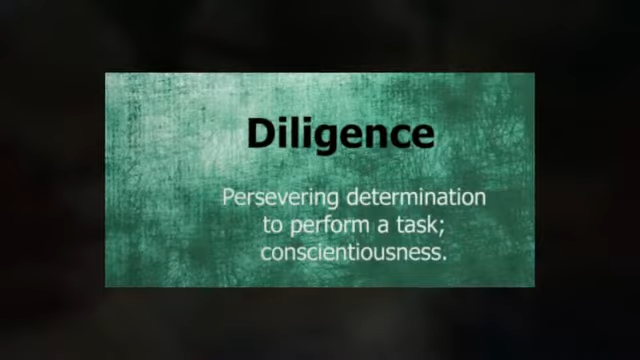 Diligence
Persevering determination
to perform a task;
conscientiousness.